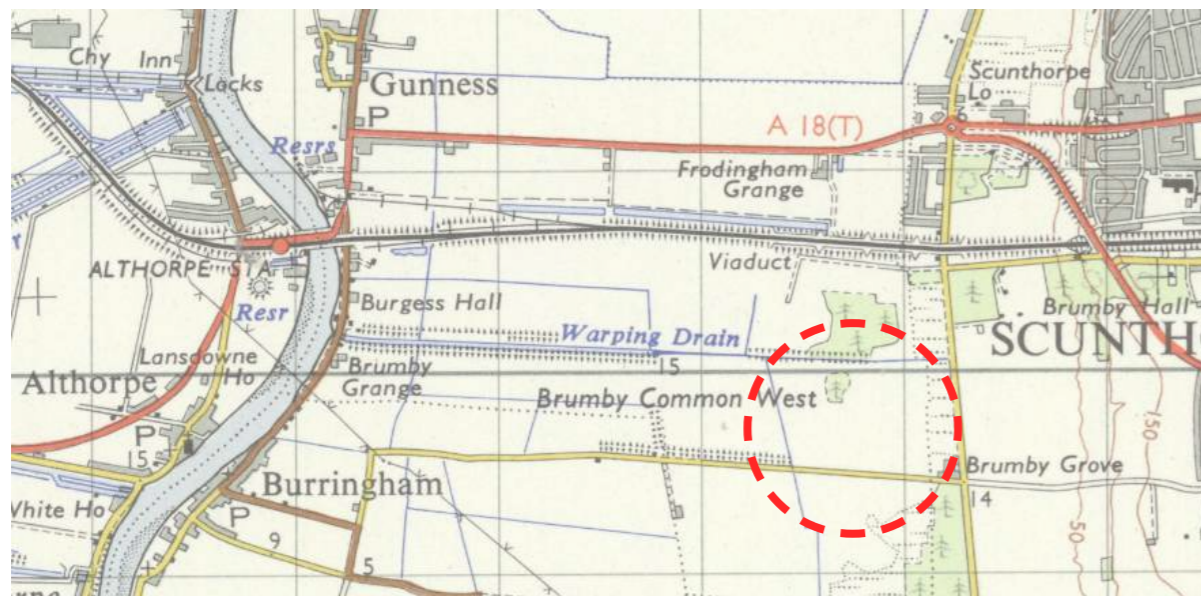 Chy
Inn
Locks
Gunness
P
Resrs
A 18(T)
6
Scunthorpe
Lo
Frodingham
Grange
ALTHORPE STA
Resr
Viaduct
Burgess Hall
Warping Drain
15
Brumby Hall
SCUNTH
Lansdowne
Ho
Althorpe
Brumby
Grange
Brumby Common West
P
15
White Ho
Burringham
P
9
5
Brumby Grove
14
50
150